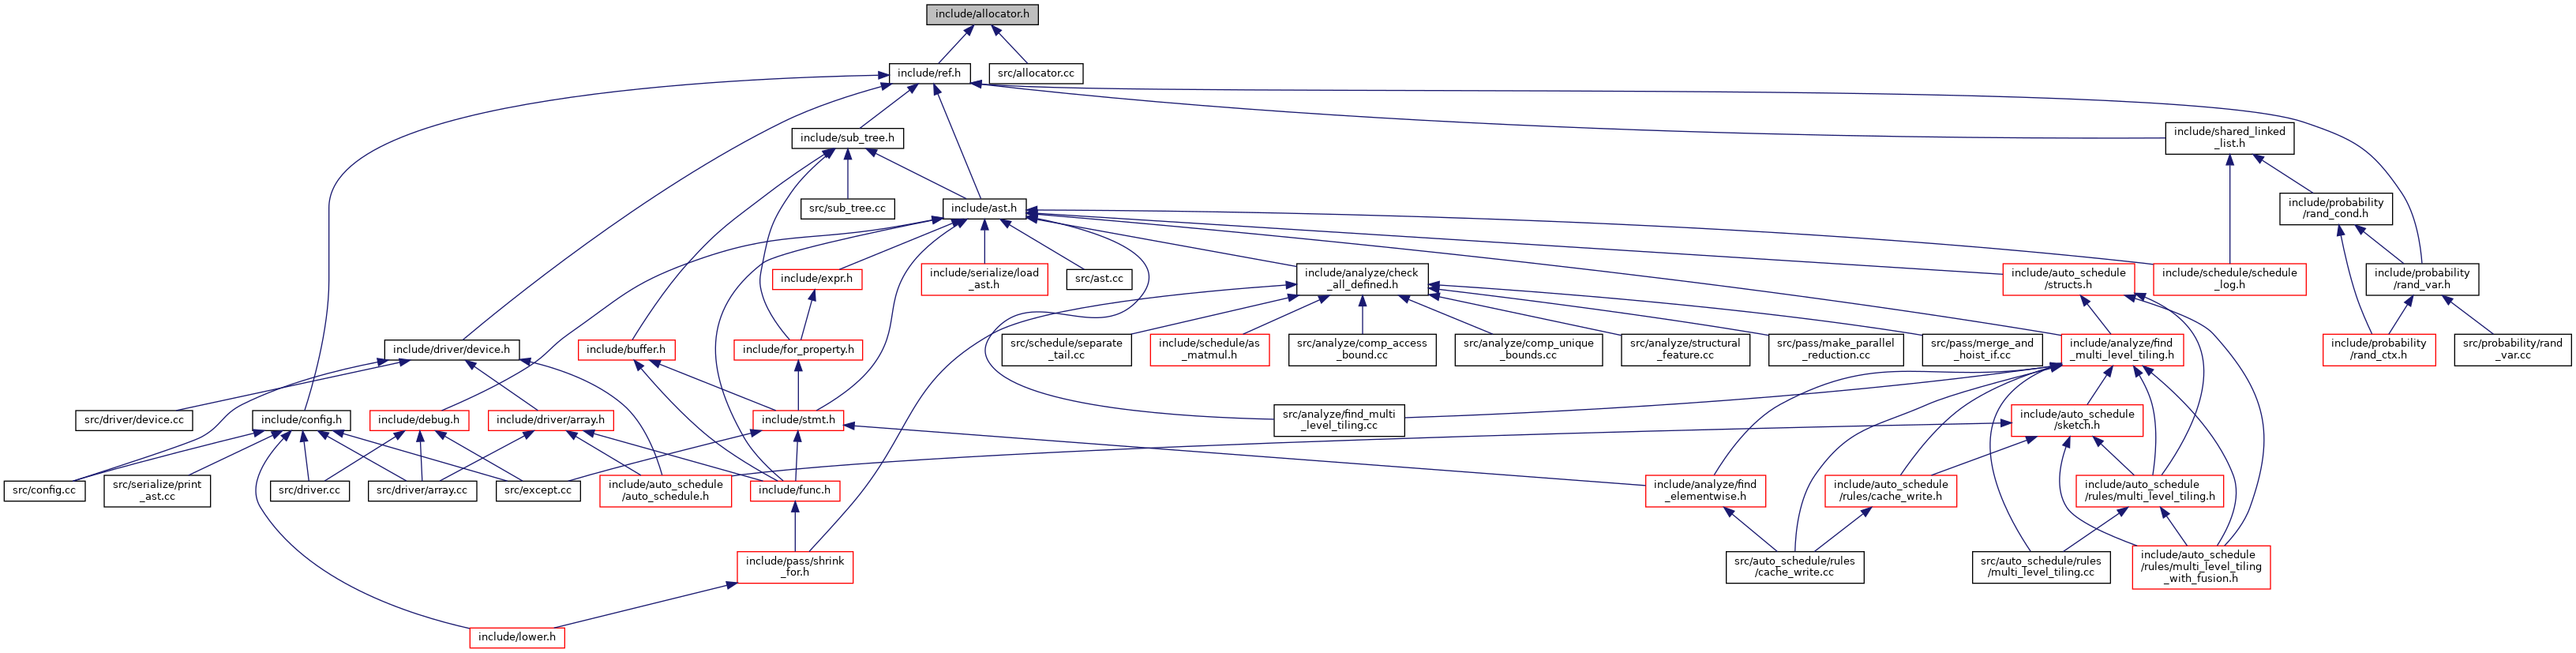 include/allocator.h
include/ref.h
src/allocator.cc
include/sub_tree.h
include/shared_linked
_list.h
src/sub_tree.cc
include/ast.h
include/probability
/rand_cond.h
include/expr.h
include/serialize/load
_ast.h
src/ast.cc
include/analyze/check
_all_defined.h
include/auto_schedule
/structs.h
include/schedule/schedule
_log.h
include/probability
/rand_var.h
include/driver/device.h
include/buffer.h
include/for_property.h
src/schedule/separate
_tail.cc
include/schedule/as
_matmul.h
src/analyze/comp_access
_bound.cc
src/analyze/comp_unique
_bounds.cc
src/analyze/structural
_feature.cc
src/pass/make_parallel
_reduction.cc
src/pass/merge_and
_hoist_if.cc
include/analyze/find
_multi_level_tiling.h
include/probability
/rand_ctx.h
src/probability/rand
_var.cc
src/driver/device.cc
include/config.h
include/debug.h
include/driver/array.h
include/stmt.h
src/analyze/find_multi
_level_tiling.cc
include/auto_schedule
/sketch.h
src/config.cc
src/serialize/print
_ast.cc
src/driver.cc
src/driver/array.cc
src/except.cc
include/auto_schedule
/auto_schedule.h
include/func.h
include/analyze/find
_elementwise.h
include/auto_schedule
/rules/cache_write.h
include/auto_schedule
/rules/multi_level_tiling.h
include/pass/shrink
_for.h
src/auto_schedule/rules
/cache_write.cc
src/auto_schedule/rules
/multi_level_tiling.cc
include/auto_schedule
/rules/multi_level_tiling
_with_fusion.h
include/lower.h